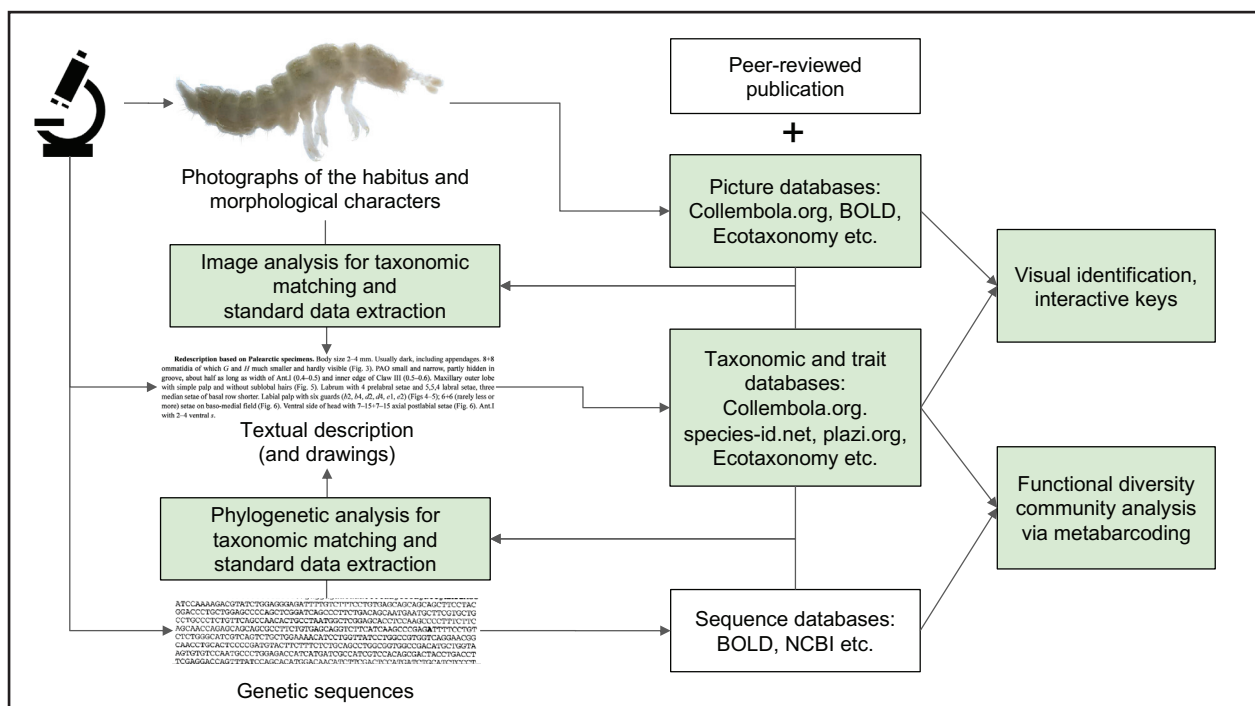 Peer-reviewed
publication
+
Photographs of the habitus and
morphological characters
Picture databases:
Collembola.org, BOLD,
Ecotaxonomy etc.
Image analysis for taxonomic
matching and
standard data extraction
Visual identification,
interactive keys
Redescription based on Palearctic specimens. Body size 2–4 mm. Usually dark, including appendages. 8+8
ommatidia of which G and H much smaller and hardly visible (Fig. 3). PAO small and narrow, partly hidden in
groove, about half as long as width of Ant.I (0.4–0.5) and inner edge of Claw III (0.5–0.6). Maxillary outer lobe
with simple palp and without sublobal hairs (Fig. 5). Labrum with 4 prelabral setae and 5,5,4 labral setae, three
median setae of basal row shorter. Labial palp with six guards (b2, b4, d2, d4, e1, e2) (Figs 4–5); 6+6 (rarely less or
more) setae on baso-medial field (Fig. 6). Ventral side of head with 7–15+7–15 axial postlabial setae (Fig. 6). Ant.I
with 2–4 ventral s.
Textual description
(and drawings)
Taxonomic and trait
databases:
Collembola.org.
species-id.net, plazi.org,
Ecotaxonomy etc.
Phylogenetic analysis for
taxonomic matching and
standard data extraction
Functional diversity
community analysis
via metabarcoding
Sequence databases:
BOLD, NCBI etc.
Genetic sequences